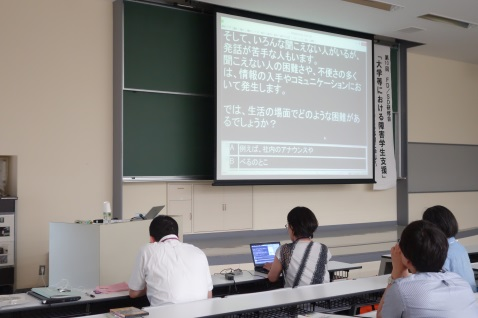 そして、いろんな聞こえない人がいるが、
発話が苦手な人もいます。
聞こえない人の困難さや、不便さの多く
は、情報の入手やコミュニケーションにお
いて発生します。
では、生活の場面でどのような困難があ
るでしょうか？
例えば、社内のアナウンスや
べるのとこ
「大学等における障害学生支援」